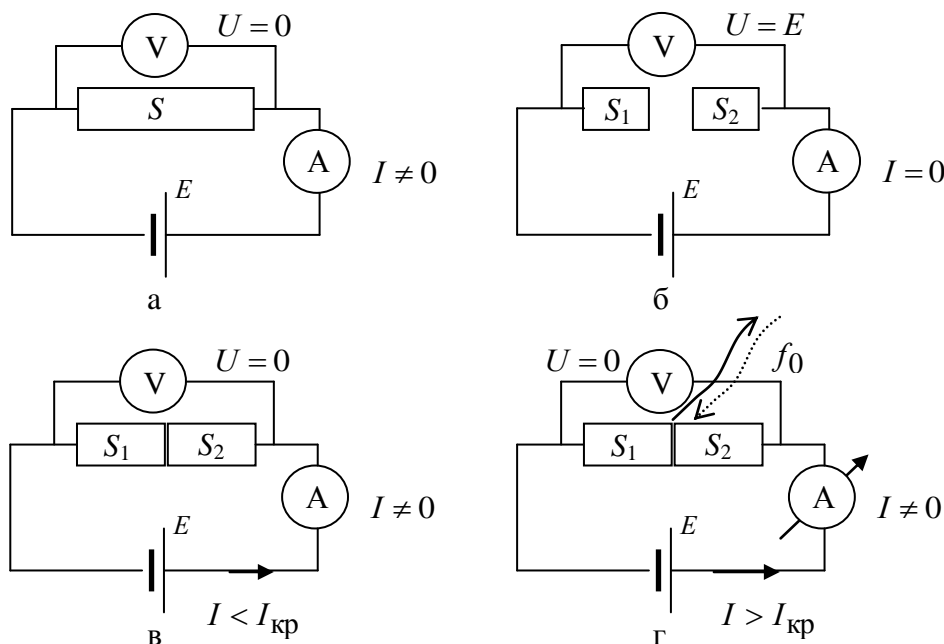 U = 0
V
S
A
I ≠ 0
E
а
U = E
V
S₁ S₂
A
I = 0
E
б
U = 0
V
S₁ S₂
A
I ≠ 0
E
I < Iкр
в
U = 0
V
f₀
S₁ S₂
A
I ≠ 0
E
I > Iкр
г